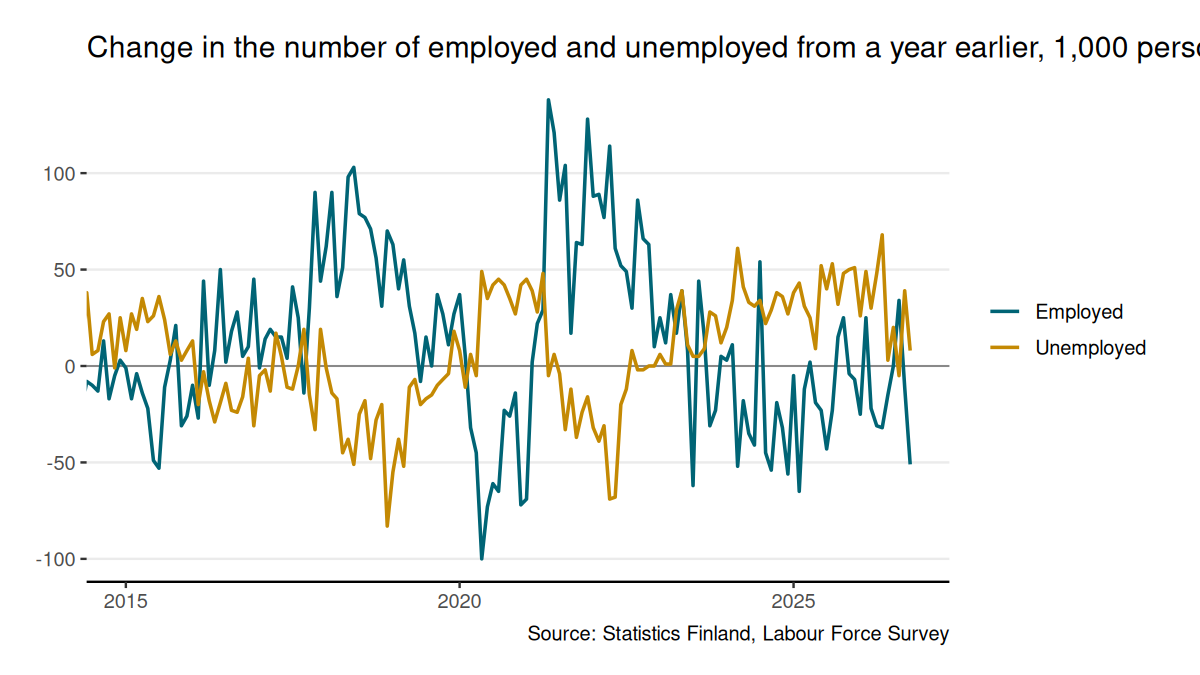 Change in the number of employed and unemployed from a year earlier, 1,000
100
50
0
-50
-100
2015
2020
2025
Employed
Unemployed
Source: Statistics Finland, Labour Force Survey